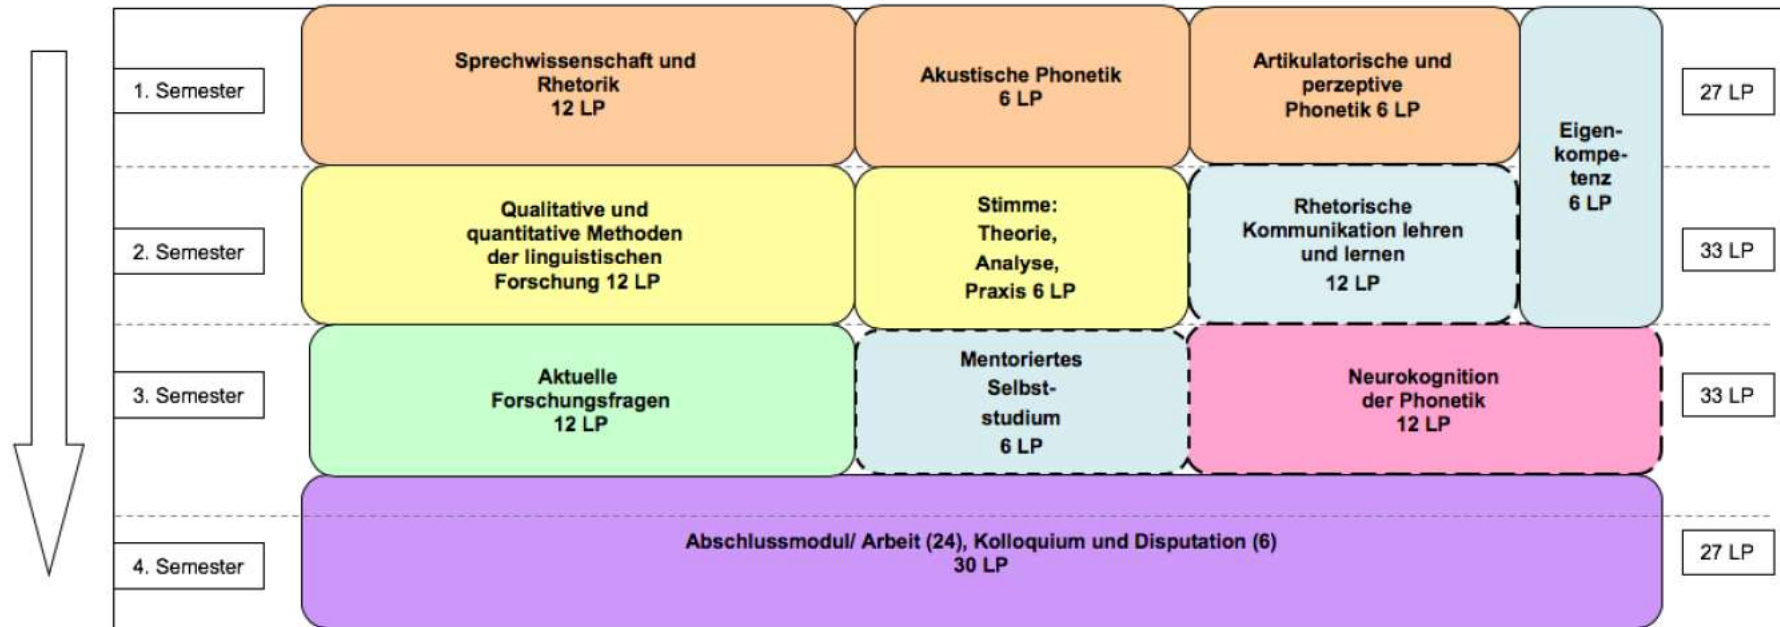 1. Semester
Sprechwissenschaft und
Rhetorik
12 LP
Akustische Phonetik
6 LP
Artikulatorische und
perzeptive
Phonetik 6 LP
Eigen-
kompe-
tenz
6 LP
27 LP
2. Semester
Qualitative und
quantitative Methoden
der linguistischen
Forschung 12 LP
Stimme:
Theorie,
Analyse,
Praxis 6 LP
Rhetorische
Kommunikation lehren
und lernen
12 LP
33 LP
3. Semester
Aktuelle
Forschungsfragen
12 LP
Mentoriertes
Selbst-
studium
6 LP
Neurokognition
der Phonetik
12 LP
33 LP
4. Semester
Abschlussmodul/ Arbeit (24), Kolloquium und Disputation (6)
30 LP
27 LP